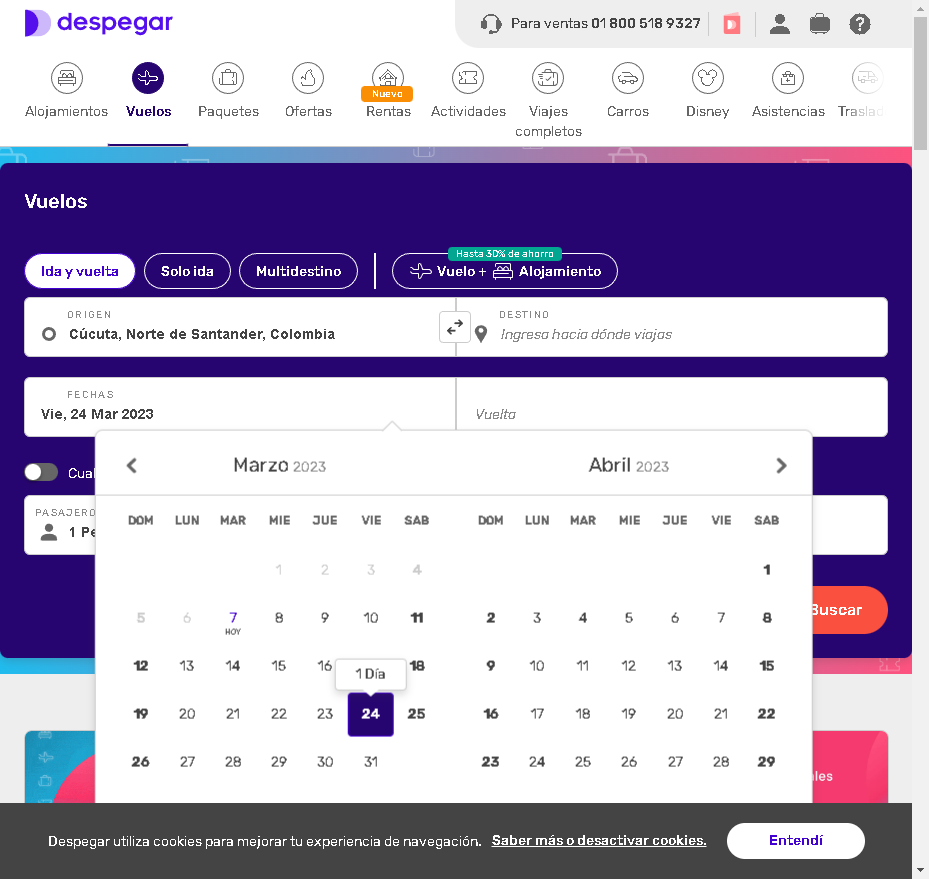 despegar
Para ventas 01 800 518 9327
Alojamientos
Vuelos
Paquetes
Ofertas
Nuevo
Rentas
Actividades
Viajes
completos
Carros
Disney
Asistencias
Traslad
Vuelos
Ida y vuelta
Solo ida
Multidestino
Hasta 30% de ahorro
Vuelo + Alojamiento
ORIGEN
Cúcuta, Norte de Santander, Colombia
DESTINO
Ingresa hacia dónde viajas
FECHAS
Vie, 24 Mar 2023
Vuelta
Cual
PASAJERO
1 Pe
Buscar
Marzo 2023
DOM LUN MAR MIE JUE VIE SAB
1 2 3 4
5 6 7 8 9 10 11
HOY
12 13 14 15 16 18
1 Día
19 20 21 22 23 24 25
26 27 28 29 30 31
Abril 2023
DOM LUN MAR MIE JUE VIE SAB
1
2 3 4 5 6 7 8
9 10 11 12 13 14 15
16 17 18 19 20 21 22
23 24 25 26 27 28 29
ales
Despegar utiliza cookies para mejorar tu experiencia de navegación. Saber más o desactivar cookies.
Entendí